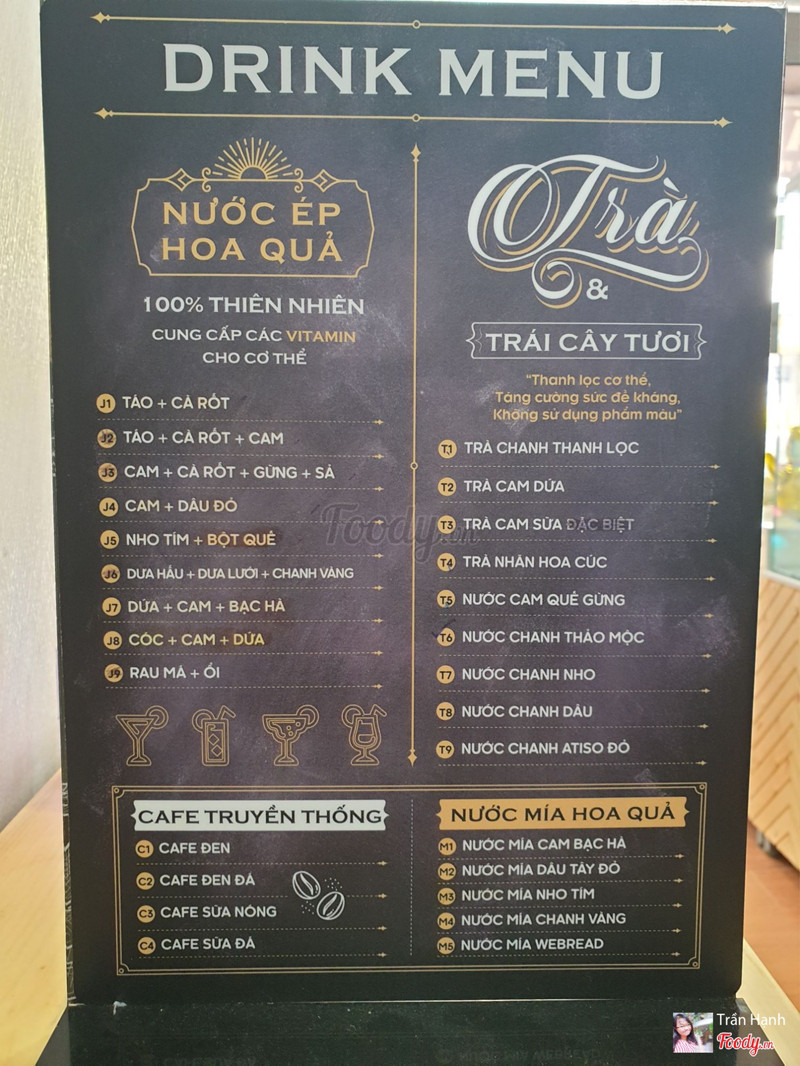 DRINK MENU
NƯỚC ÉP
HOA QUẢ
100% THIÊN NHIÊN
CUNG CẤP CÁC VITAMIN
CHO CƠ THỂ
J1 TÁO + CÀ RỐT
J2 TÁO + CÀ RỐT + CAM
J3 CAM + CÀ RỐT + GỪNG + SẢ
J4 CAM + DÂU ĐỎ
J5 NHO TÍM + BỘT QUẾ
J6 DƯA HẤU + DƯA LƯỚI + CHANH VÀNG
J7 DỨA + CAM + BẠC HÀ
J8 CÓC + CAM + DỨA
J9 RAU MÁ + ỔI
Trà
&
TRÁI CÂY TƯƠI
"Thanh lọc cơ thể,
Tăng cường sức đề kháng,
Không sử dụng phẩm màu"
T1 TRÀ CHANH THANH LỌC
T2 TRÀ CAM DỨA
T3 TRÀ CAM SỮA ĐẶC BIỆT
T4 TRÀ NHÃN HOA CÚC
T5 NƯỚC CAM QUẾ GỪNG
T6 NƯỚC CHANH THẢO MỘC
T7 NƯỚC CHANH NHO
T8 NƯỚC CHANH DÂU
T9 NƯỚC CHANH ATISO ĐỎ
CAFE TRUYỀN THỐNG
C1 CAFE ĐEN
C2 CAFE ĐEN ĐÁ
C3 CAFE SỮA NÓNG
C4 CAFE SỮA ĐÁ
NƯỚC MÍA HOA QUẢ
M1 NƯỚC MÍA CAM BẠC HÀ
M2 NƯỚC MÍA DÂU TÂY ĐỎ
M3 NƯỚC MÍA NHO TÍM
M4 NƯỚC MÍA CHANH VÀNG
M5 NƯỚC MÍA WEBREAD
Foody.vn
Trần Hạnh
Foody.vn